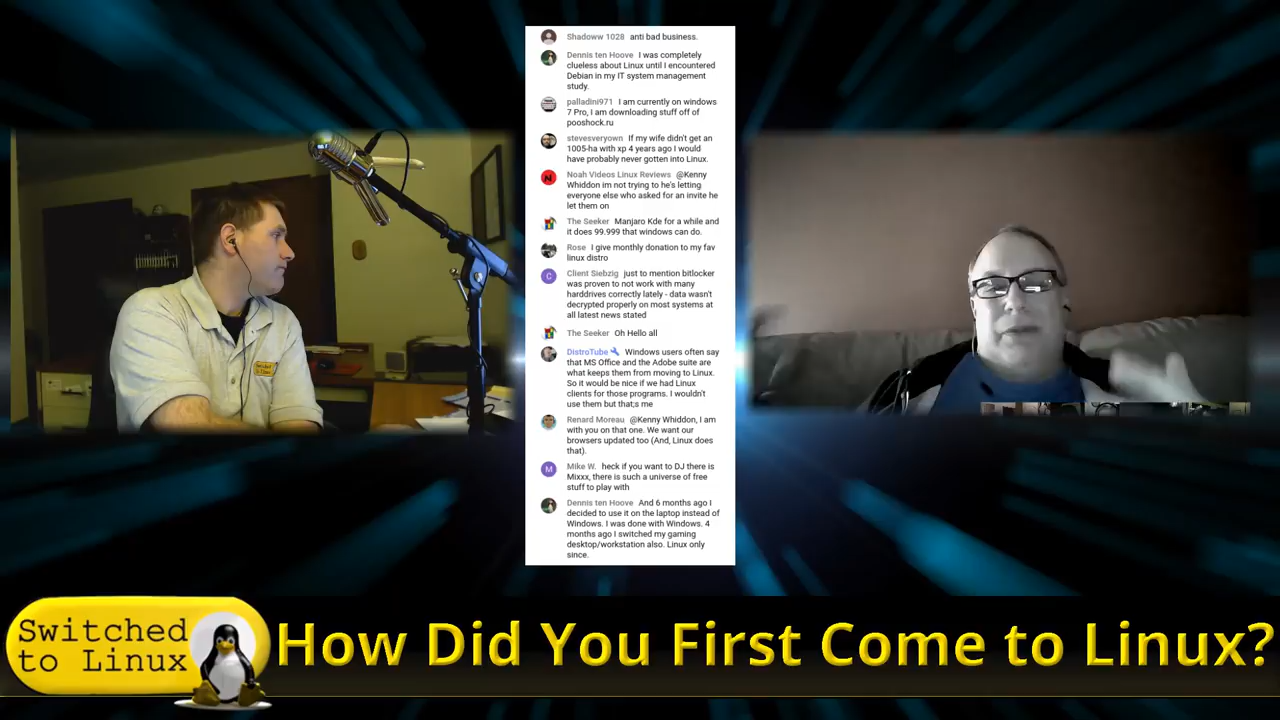 Shadoww 1028 anti bad business.
Dennis ten Hoove I was completely
clueless about Linux until I encountered
Debian in my IT system management
study.
palladini971 I am currently on windows
7 Pro, I am downloading stuff off of
pooshock.ru
stevesveryown If my wife didn't get an
1005-ha with xp 4 years ago I would
have probably never gotten into Linux.
Noah Videos Linux Reviews @Kenny
Whiddon im not trying to he's letting
everyone else who asked for an invite he
let them on
The Seeker Manjaro Kde for a while and
it does 99.999 that windows can do.
Rose I give monthly donation to my fav
linux distro
C Client Siebzig just to mention bitlocker
was proven to not work with many
harddrives correctly lately - data wasn't
decrypted properly on most systems at
all latest news stated
The Seeker Oh Hello all
DistroTube Windows users often say
that MS Office and the Adobe suite are
what keeps them from moving to Linux.
So it would be nice if we had Linux
clients for those programs. I wouldn't
use them but that;s me
Renard Moreau @Kenny Whiddon, I am
with you on that one. We want our
browsers updated too (And, Linux does
that).
M Mike W. heck if you want to DJ there is
Mixxx, there is such a universe of free
stuff to play with
Dennis ten Hoove And 6 months ago I
decided to use it on the laptop instead of
Windows. I was done with Windows. 4
months ago I switched my gaming
desktop/workstation also. Linux only
since.
Switched
to Linux
How Did You First Come to Linux?